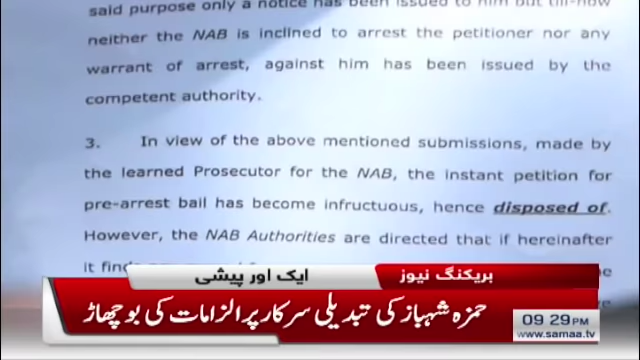 said purpose only a notice has been issued to him but till-now
neither the NAB is inclined to arrest the petitioner nor any
warrant of arrest, against him has been issued by the
competent authority.
3. In view of the above mentioned submissions, made by
the learned Prosecutor for the NAB, the instant petition for
pre-arrest bail has become infructuous, hence disposed of.
However, the NAB Authorities are directed that if hereinafter
it finds
ایک اور پیشی
بریکنگ نیوز
حمزہ شہباز کی تبدیلی سرکار پر الزامات کی بوچھاڑ
09 29PM
www.samaa.tv